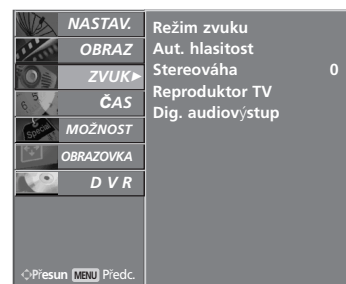 NASTAV.
OBRAZ
ZVUK
ČAS
MOŽNOST
OBRAZOVKA
D V R
Přesun MENU Předc.
Režim zvuku
Aut. hlasitost
Stereováha 0
Reproduktor TV
Dig. audiovýstup